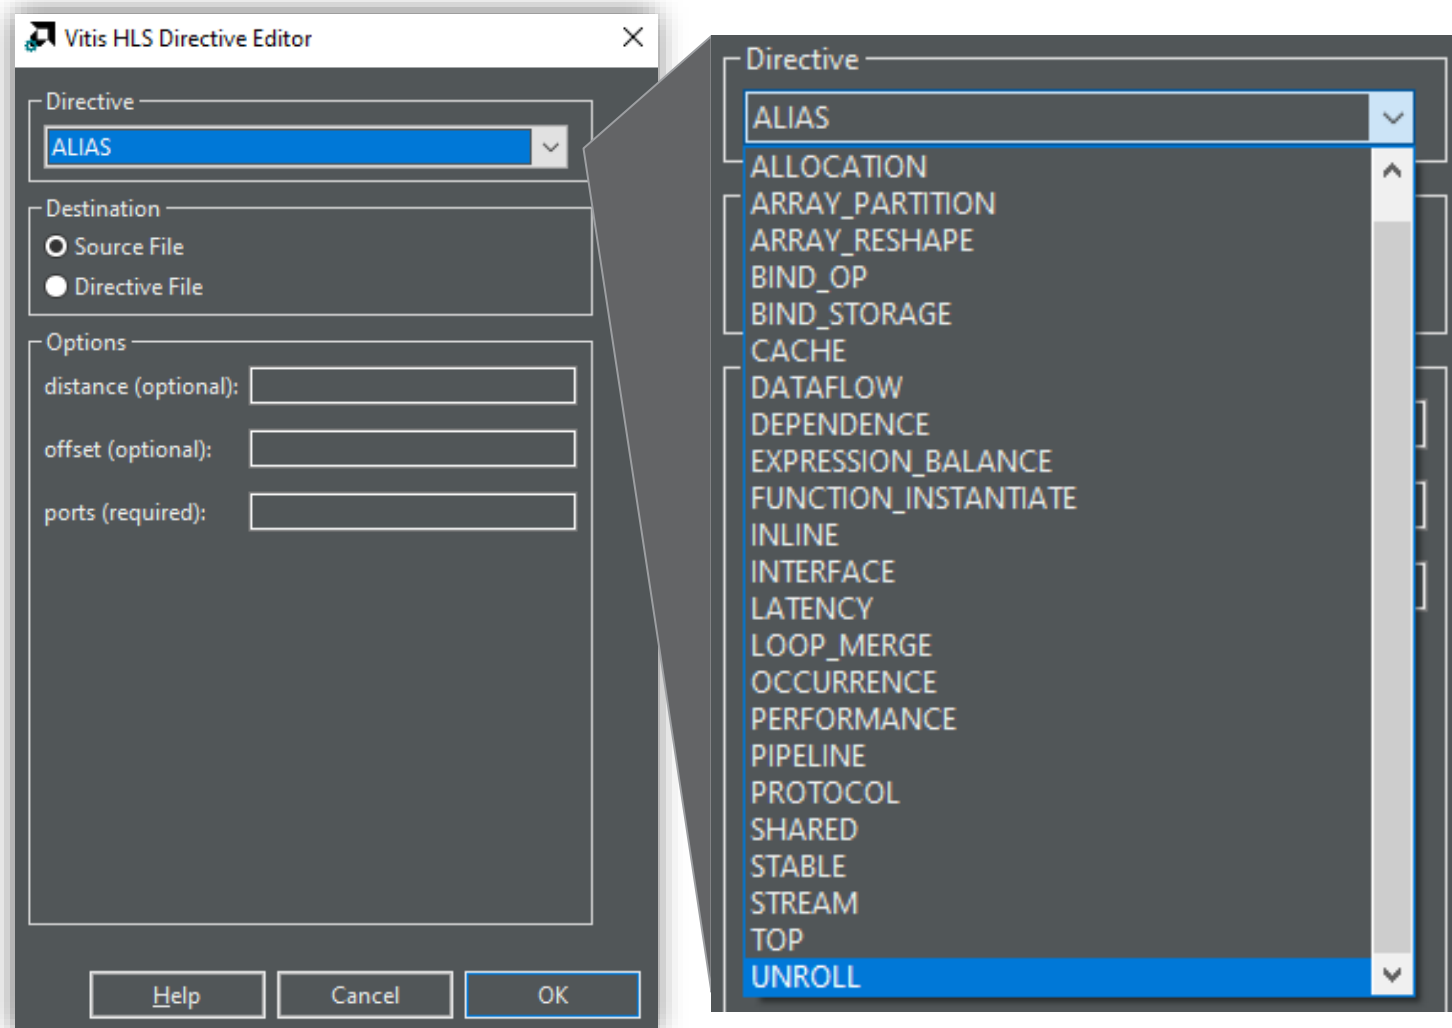 Vitis HLS Directive Editor
Directive
ALIAS
Destination
Source File
Directive File
Options
distance (optional):
offset (optional):
ports (required):
Help
Cancel
OK
Directive
ALIAS
ALLOCATION
ARRAY_PARTITION
ARRAY_RESHAPE
BIND_OP
BIND_STORAGE
CACHE
DATAFLOW
DEPENDENCE
EXPRESSION_BALANCE
FUNCTION_INSTANTIATE
INLINE
INTERFACE
LATENCY
LOOP_MERGE
OCCURRENCE
PERFORMANCE
PIPELINE
PROTOCOL
SHARED
STABLE
STREAM
TOP
UNROLL